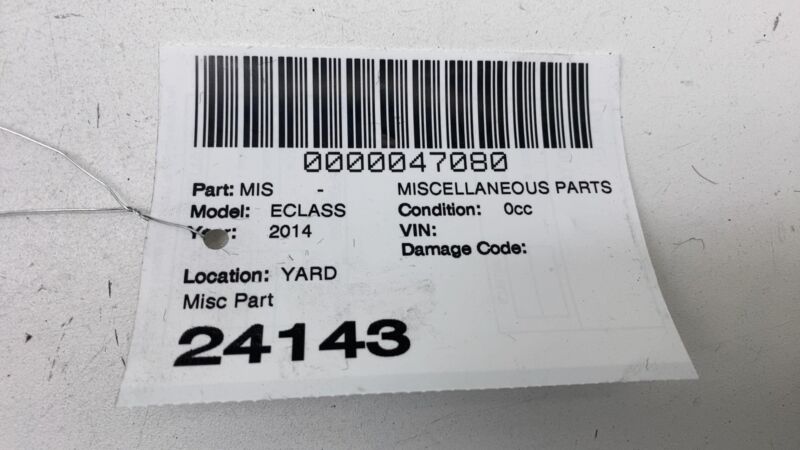 0000047080
Part: MIS - MISCELLANEOUS PARTS
Model: ECLASS Condition: 0cc
2014 VIN:
Damage Code:
Location: YARD
Misc Part
24143